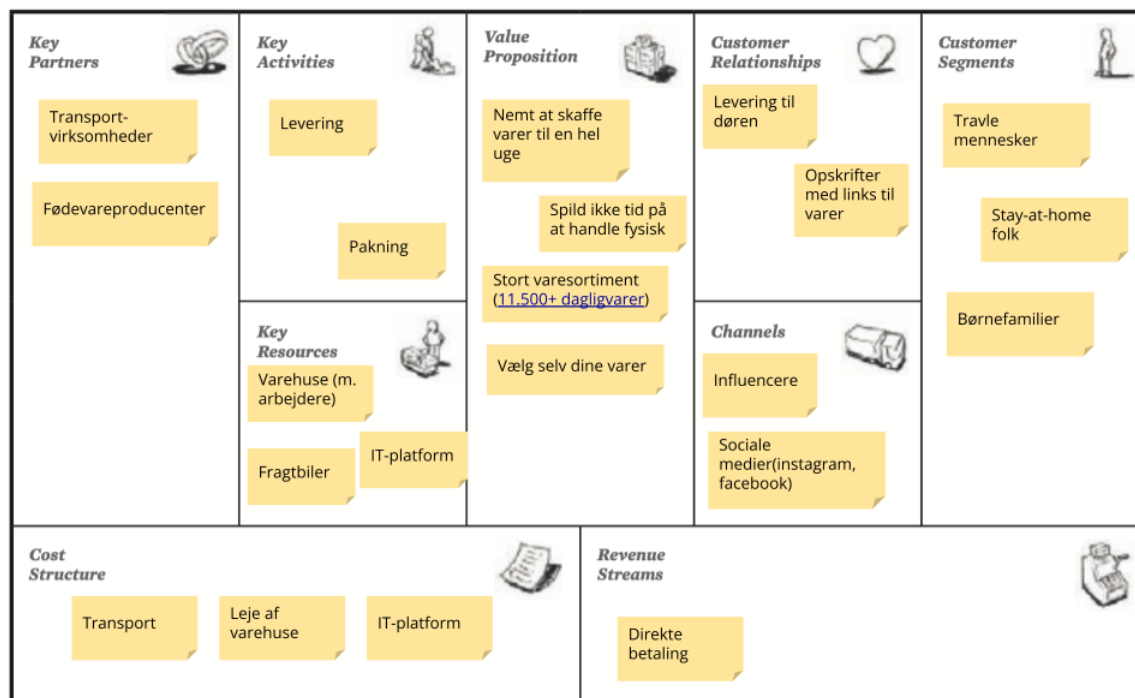 Key
Partners
Transport-
virksomheder
Fødevareproducenter
Key
Activities
Levering
Pakning
Key
Resources
Varehuse (m.
arbejdere)
IT-platform
Fragtbiler
Value
Proposition
Nemt at skaffe
varer til en hel
uge
Spild ikke tid på
at handle fysisk
Stort varesortiment
(11.500+ dagligvarer)
Vælg selv dine varer
Customer
Relationships
Levering til
døren
Opskrifter
med links til
varer
Channels
Influencere
Sociale
medier(instagram,
facebook)
Customer
Segments
Travle
mennesker
Stay-at-home
folk
Børnefamilier
Cost
Structure
Transport
Leje af
varehuse
IT-platform
Revenue
Streams
Direkte
betaling